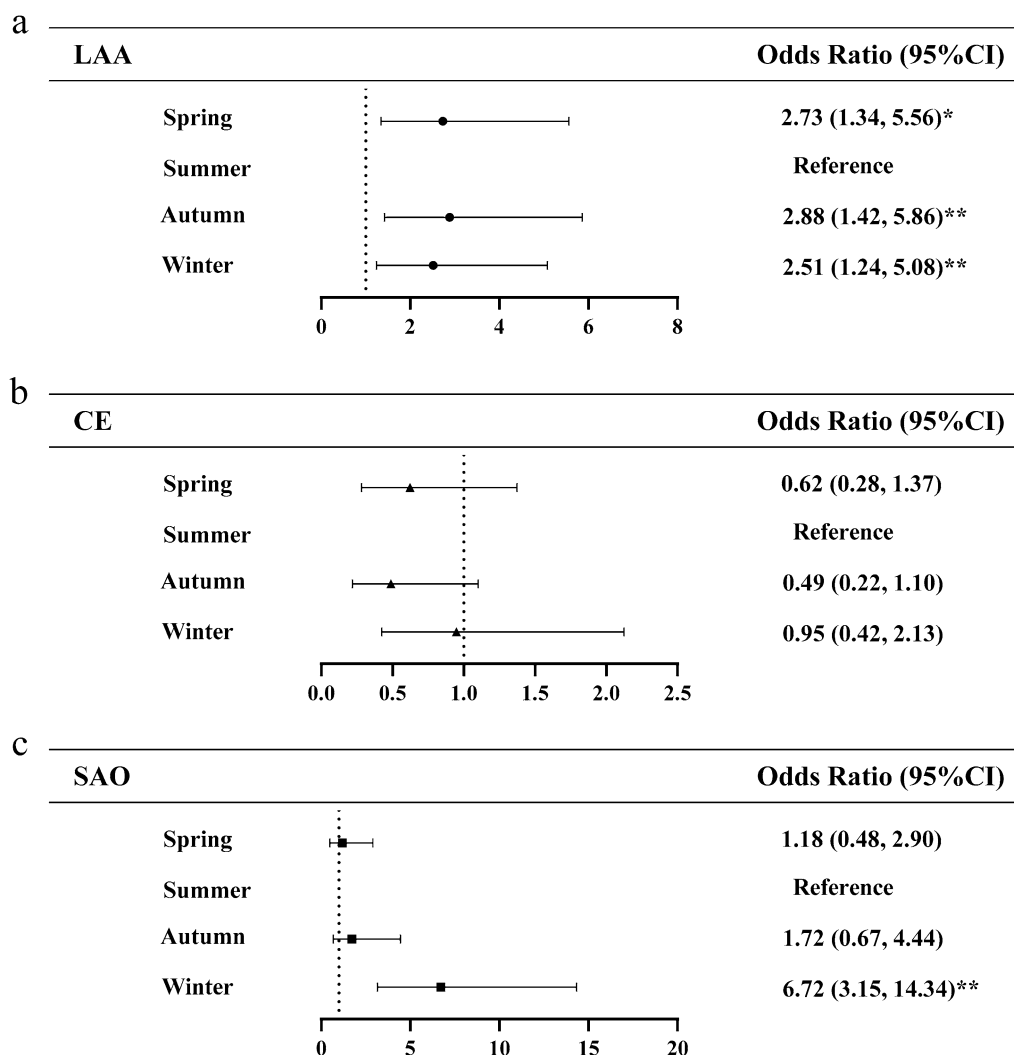 a
LAA Odds Ratio (95%CI)
Spring 2.73 (1.34, 5.56)*
Summer Reference
Autumn 2.88 (1.42, 5.86)**
Winter 2.51 (1.24, 5.08)**
0 2 4 6 8
b
CE Odds Ratio (95%CI)
Spring 0.62 (0.28, 1.37)
Summer Reference
Autumn 0.49 (0.22, 1.10)
Winter 0.95 (0.42, 2.13)
0.0 0.5 1.0 1.5 2.0 2.5
c
SAO Odds Ratio (95%CI)
Spring 1.18 (0.48, 2.90)
Summer Reference
Autumn 1.72 (0.67, 4.44)
Winter 6.72 (3.15, 14.34)**
0 5 10 15 20